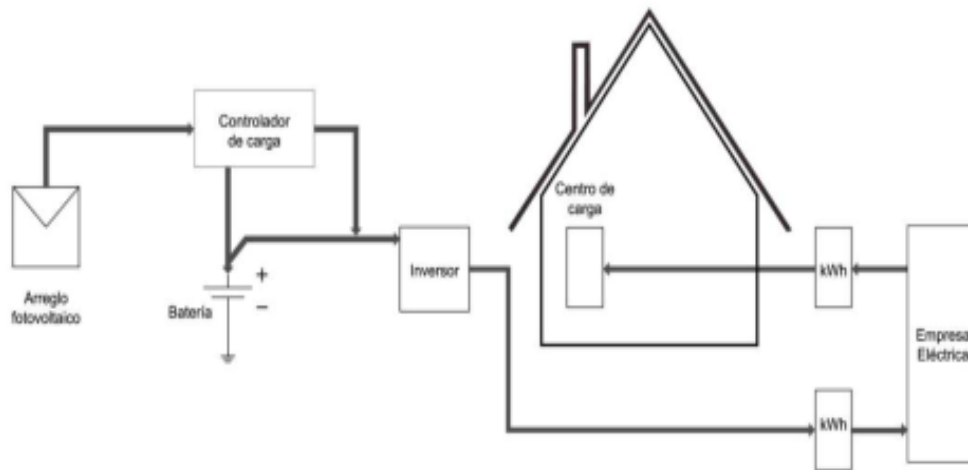 Controlador
de carga
Centro de
carga
kWh
Inversor
+
−
Arreglo
fotovoltaico
Batería
Empresa
Eléctrica
kWh